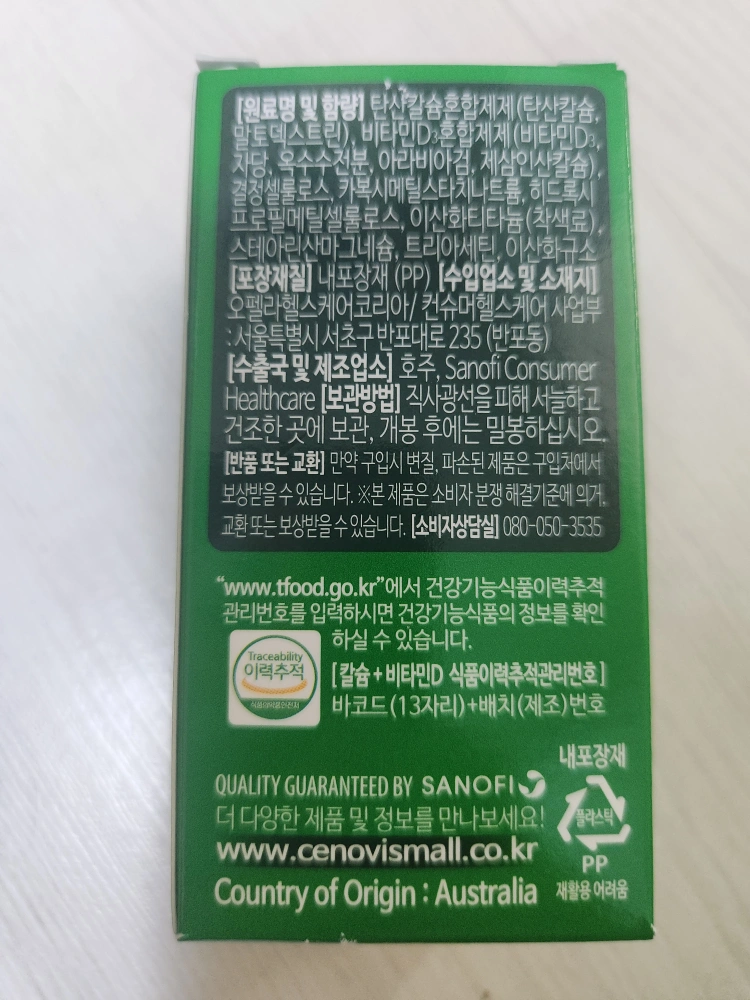 [원료명 및 함량] 탄산칼슘혼합제제(탄산칼슘,
말토덱스트린), 비타민D₃혼합제제(비타민D₃,
자당, 옥수수전분, 아라비아검, 제삼인산칼슘),
결정셀룰로스, 카복시메틸스타치나트륨, 히드록시
프로필메틸셀룰로스, 이산화티타늄(착색료),
스테아린산마그네슘, 트리아세틴, 이산화규소
[포장재질] 내포장재 (PP) [수입업소 및 소재지]
오펠라헬스케어코리아/ 컨슈머헬스케어 사업부
: 서울특별시 서초구 반포대로 235 (반포동)
[수출국 및 제조업소] 호주, Sanofi Consumer
Healthcare [보관방법] 직사광선을 피해 서늘하고
건조한 곳에 보관, 개봉 후에는 밀봉하십시오.
[반품 또는 교환] 만약 구입시 변질, 파손된 제품은 구입처에서
보상받을 수 있습니다. ※본 제품은 소비자 분쟁 해결기준에 의거,
교환 또는 보상받을 수 있습니다. [소비자상담실] 080-050-3535
“www.tfood.go.kr”에서 건강기능식품이력추적
관리번호를 입력하시면 건강기능식품의 정보를 확인
하실 수 있습니다.
Traceability
이력추적
식품의약품안전처
[칼슘+비타민D 식품이력추적관리번호]
바코드(13자리)+배치(제조)번호
내포장재
플라스틱
PP
재활용 어려움
QUALITY GUARANTEED BY SANOFI
더 다양한 제품 및 정보를 만나보세요!
www.cenovismall.co.kr
Country of Origin : Australia